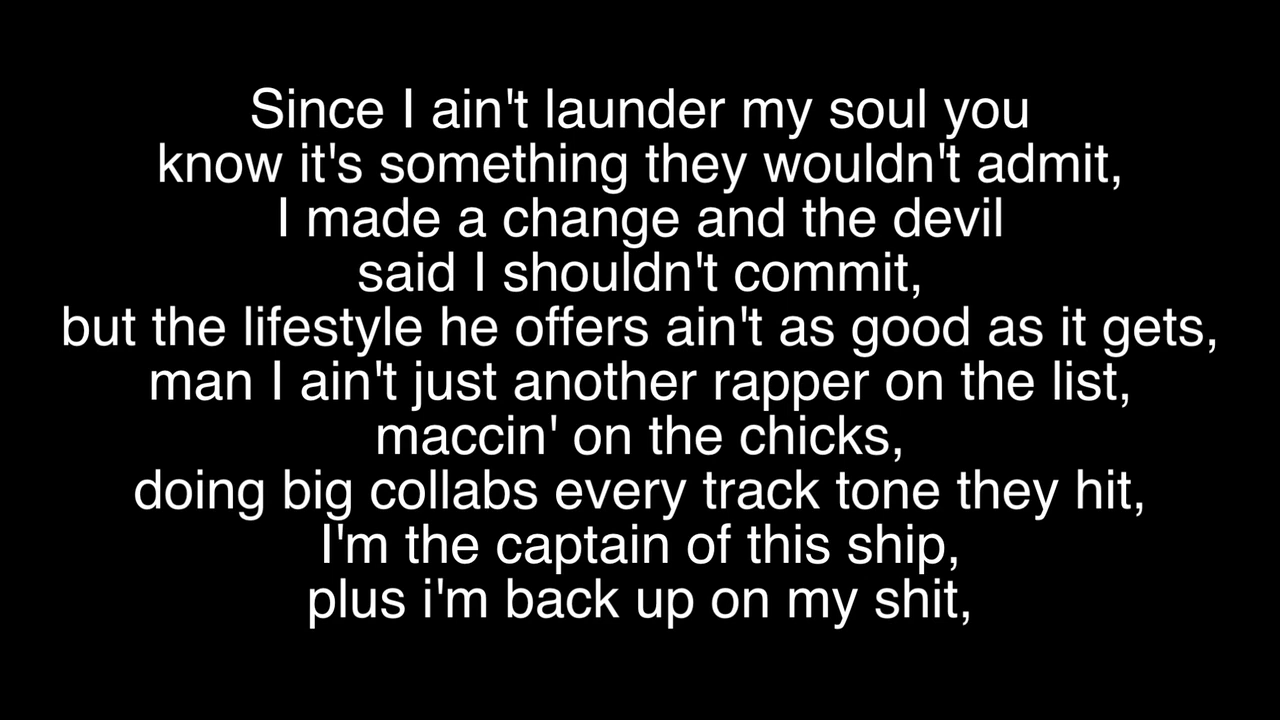 Since I ain't launder my soul you
know it's something they wouldn't admit,
I made a change and the devil
said I shouldn't commit,
but the lifestyle he offers ain't as good as it gets,
man I ain't just another rapper on the list,
maccin' on the chicks,
doing big collabs every track tone they hit,
I'm the captain of this ship,
plus i'm back up on my shit,